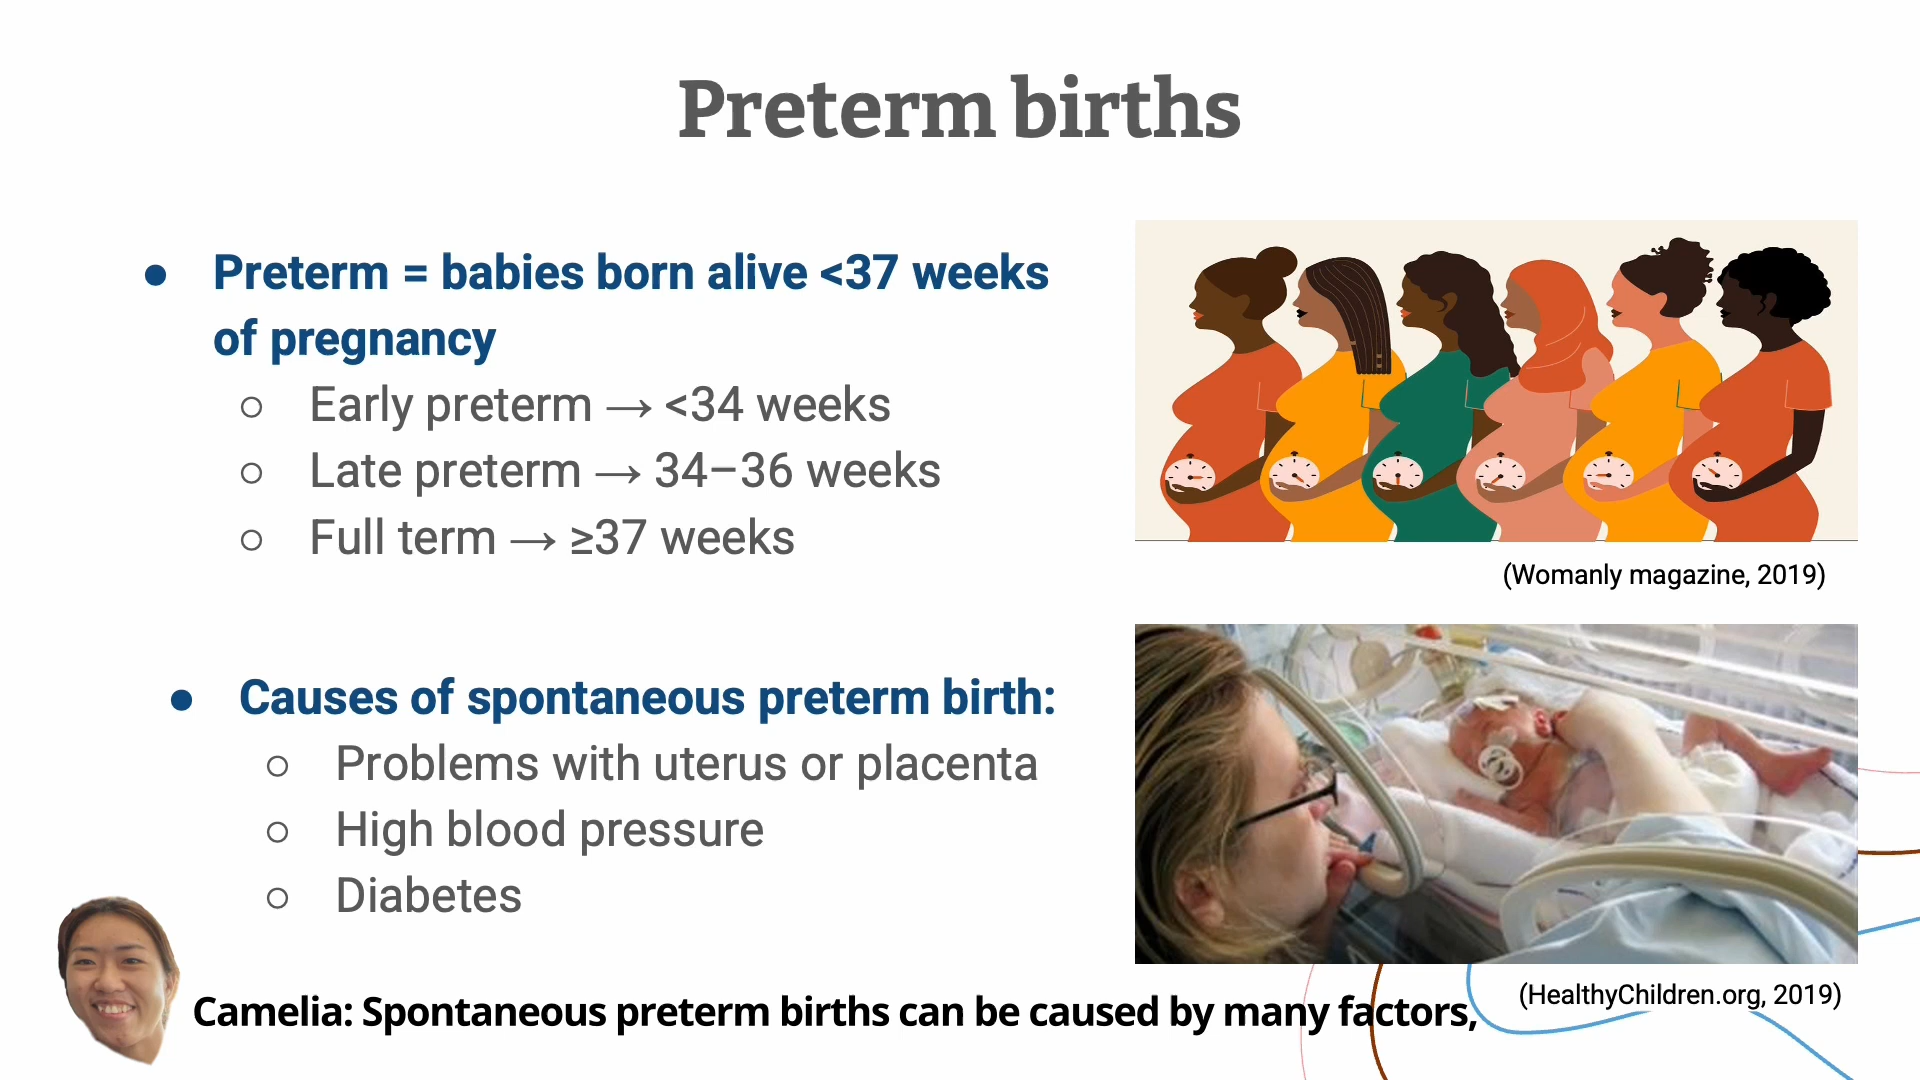 Preterm births
● Preterm = babies born alive <37 weeks
of pregnancy
○ Early preterm → <34 weeks
○ Late preterm → 34–36 weeks
○ Full term → ≥37 weeks
● Causes of spontaneous preterm birth:
○ Problems with uterus or placenta
○ High blood pressure
○ Diabetes
(Womanly magazine, 2019)
(HealthyChildren.org, 2019)
Camelia: Spontaneous preterm births can be caused by many factors,